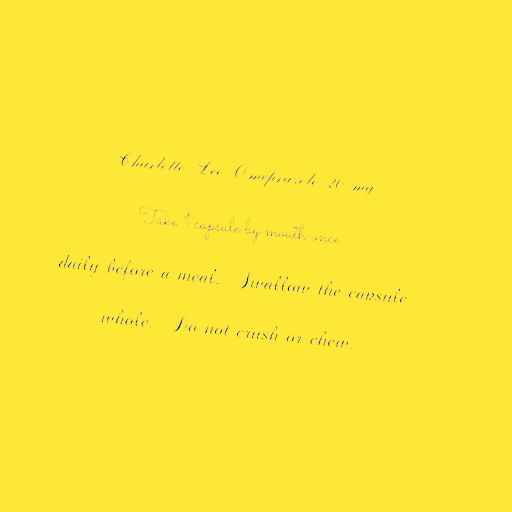 Charlotte Lee Omeprazole 20 mg
Take 1 capsule by mouth once
daily before a meal. Swallow the capsule
whole. Do not crush or chew.